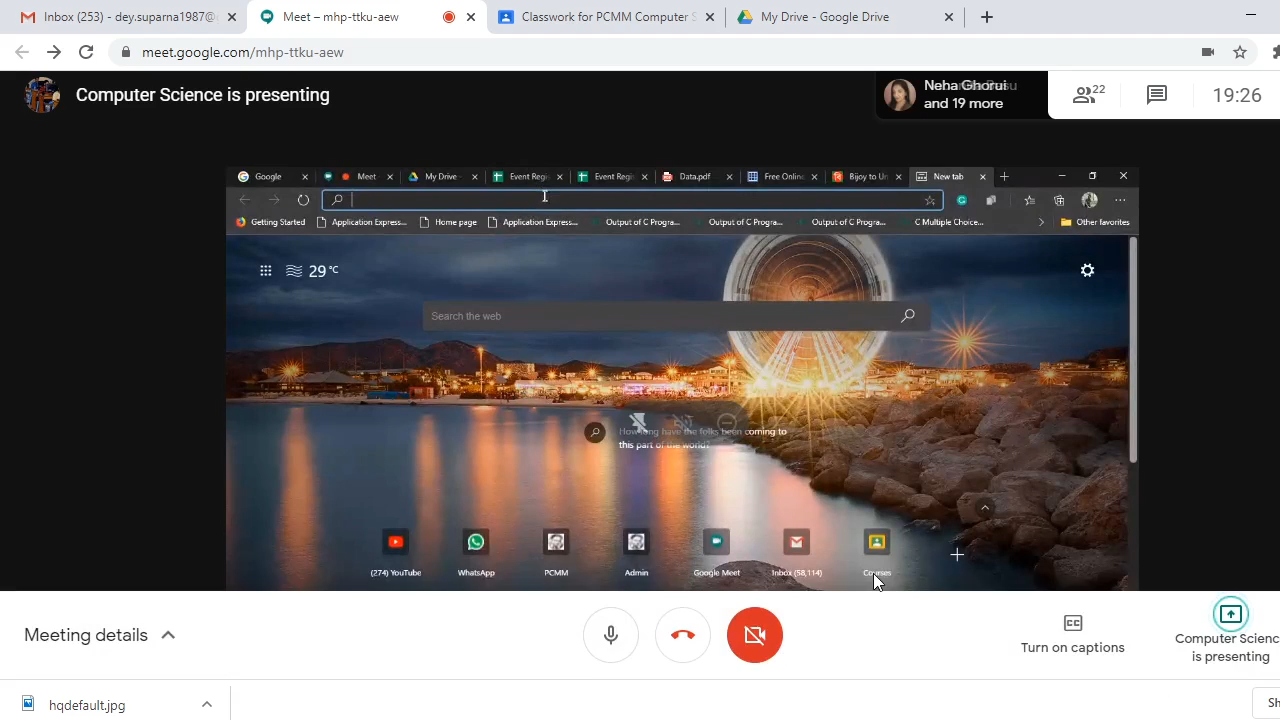 Inbox (253) - dey.suparna1987@
Meet – mhp-ttku-aew
Classwork for PCMM Computer S
My Drive - Google Drive
meet.google.com/mhp-ttku-aew
Computer Science is presenting
Neha Ghorui
and 19 more
22
19:26
Google
Meet
My Drive -
Event Regis
Event Regis
Data.pdf
Free Online
Bijoy to Un
New tab
Getting Started
Application Express...
Home page
Application Express...
Output of C Progra...
Output of C Progra...
Output of C Progra...
C Multiple Choice...
Other favorites
29 °C
Search the web
How long have the folks been coming to
this part of the world?
(274) YouTube
WhatsApp
PCMM
Admin
Google Meet
Inbox (58,114)
Courses
Meeting details
Turn on captions
Computer Scienc
is presenting
hqdefault.jpg
Sh